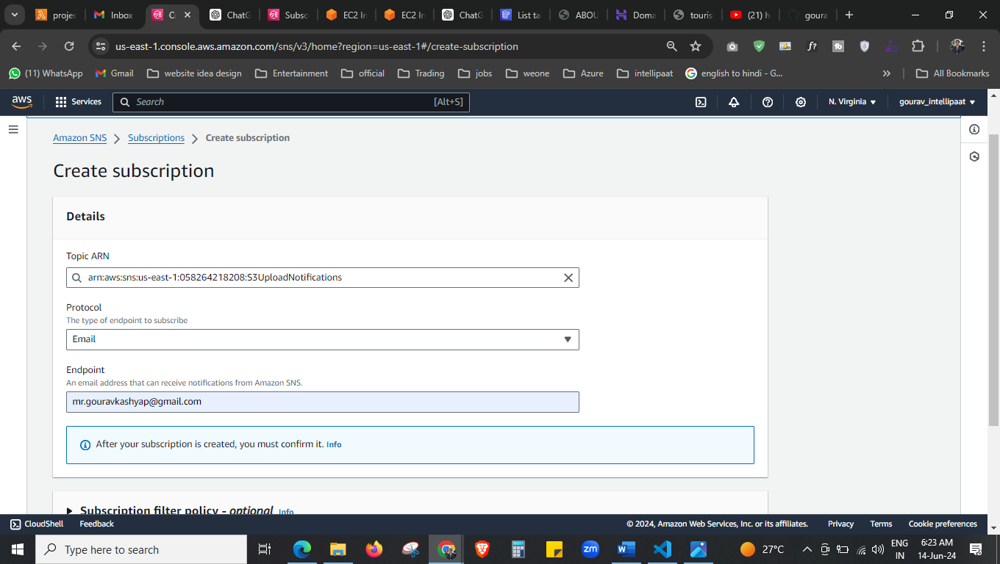 projec
Inbox
C
ChatG
Subsc
EC2 In
EC2 In
ChatG
List ta
ABOU
Doma
touris
(21) h
goura
us-east-1.console.aws.amazon.com/sns/v3/home?region=us-east-1#/create-subscription
(11) WhatsApp
Gmail
website idea design
Entertainment
official
Trading
jobs
weone
Azure
intellipaat
english to hindi - G...
All Bookmarks
aws
Services
Search
[Alt+S]
N. Virginia
gourav_intellipaat
Amazon SNS
Subscriptions
Create subscription
Create subscription
Details
Topic ARN
arn:aws:sns:us-east-1:058264218208:S3UploadNotifications
Protocol
The type of endpoint to subscribe
Email
Endpoint
An email address that can receive notifications from Amazon SNS.
mr.gouravkashyap@gmail.com
After your subscription is created, you must confirm it. Info
Subscription filter policy - optional Info
CloudShell
Feedback
© 2024, Amazon Web Services, Inc. or its affiliates.
Privacy
Terms
Cookie preferences
Type here to search
27°C
ENG
IN
6:23 AM
14-Jun-24